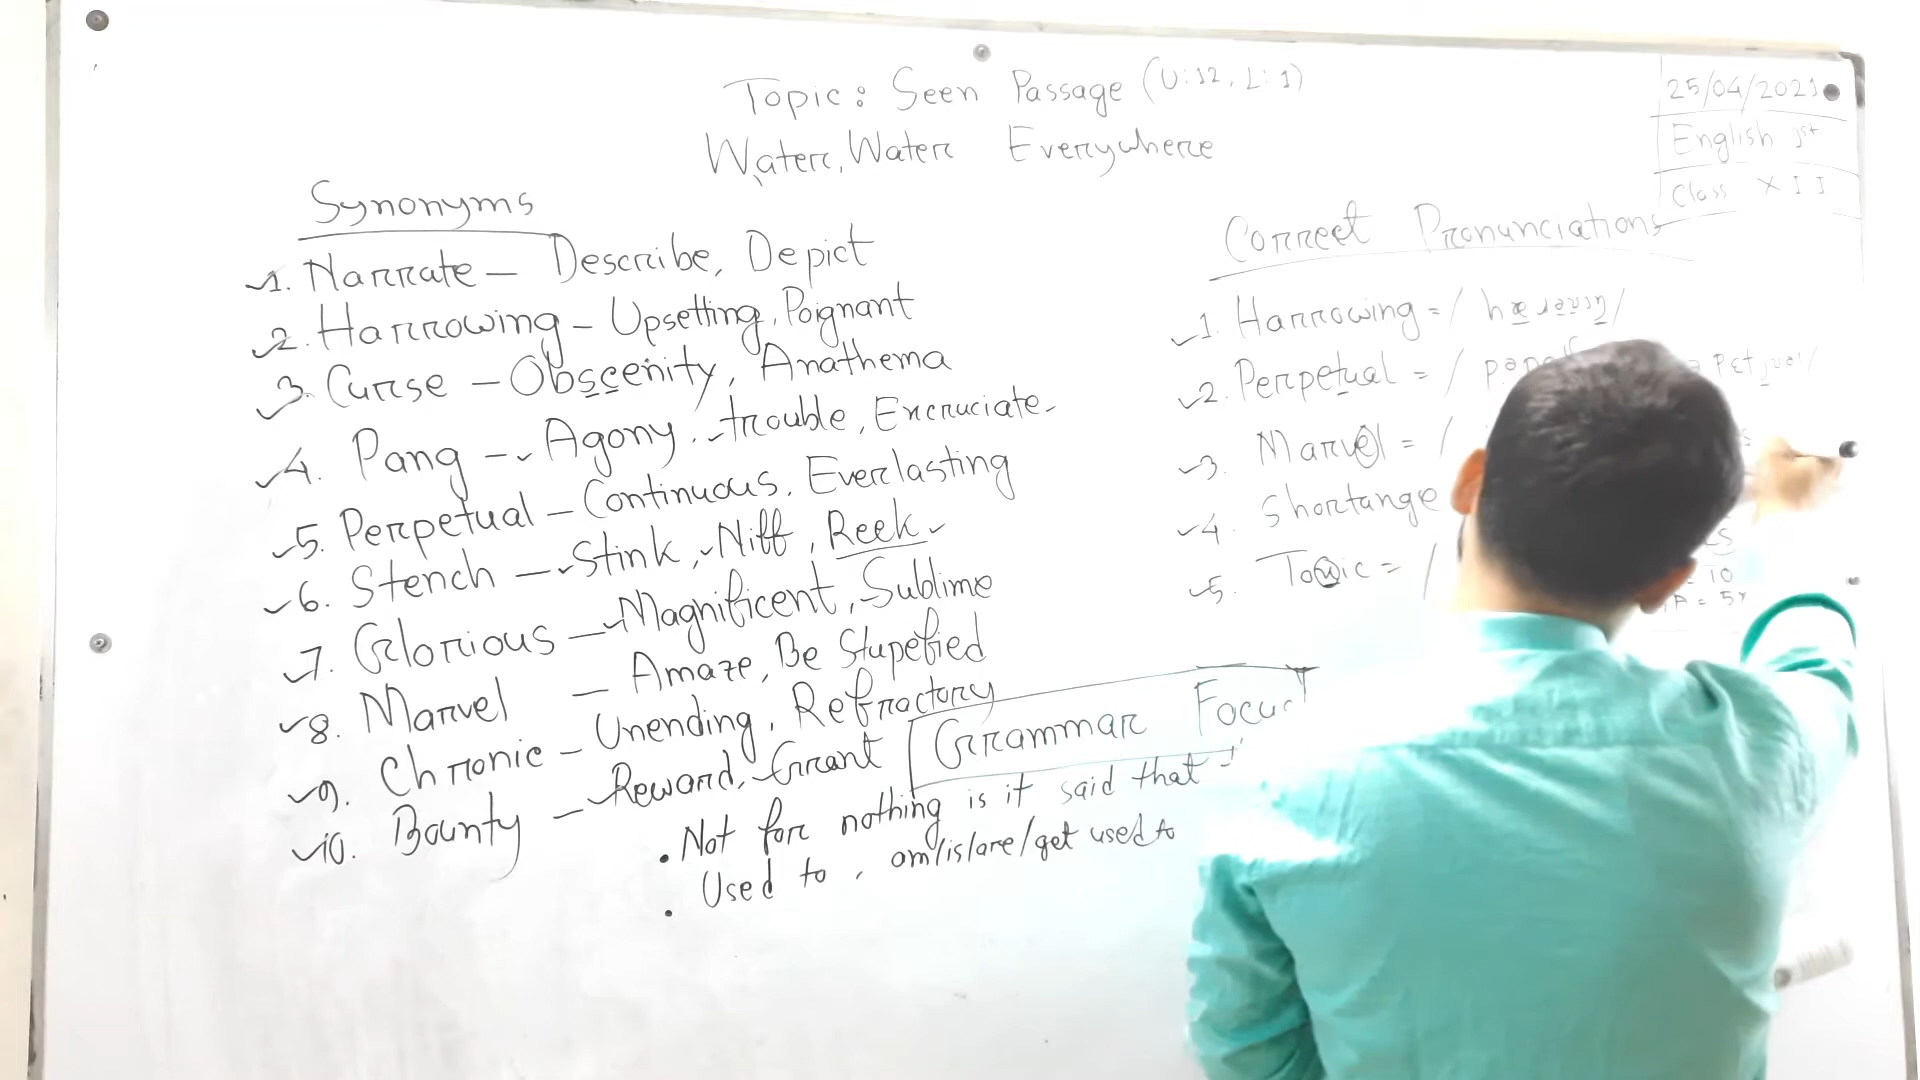 Topic: Seen Passage (U:12, L:1)
Water, Water Everywhere
25/04/2021
English 1st
Class XII
Synonyms
1. Narrate – Describe, Depict
2. Harrowing – Upsetting, Poignant
3. Curse – Obscenity, Anathema
4. Pang – Agony, trouble, Excruciate
5. Perpetual – Continuous, Everlasting
6. Stench – Stink, Niff, Reek
7. Glorious – Magnificent, Sublime
8. Marvel – Amaze, Be Stupefied
9. Chronic – Unending, Refractory
10. Bounty – Reward, Grant
Correct Pronunciations
1. Harrowing = /
2. Perpetual = /
3. Marvel = /
4. Shortange
5. Toxic = /
Grammar Focus
• Not for nothing is it said that
• Used to, am/is/are/get used to